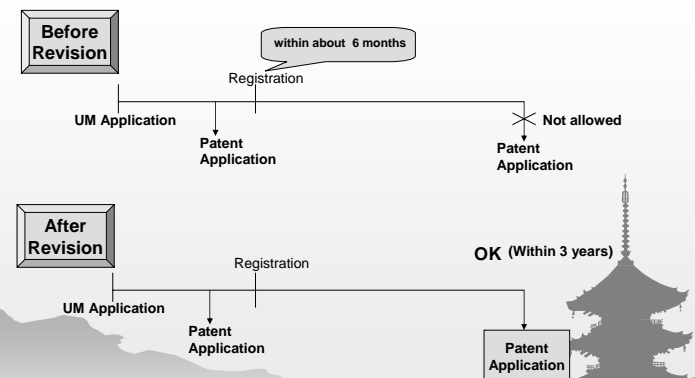 Before
Revision
within about 6 months
Registration
UM Application
Patent
Application
Not allowed
Patent
Application
After
Revision
Registration
OK (Within 3 years)
UM Application
Patent
Application
Patent
Application